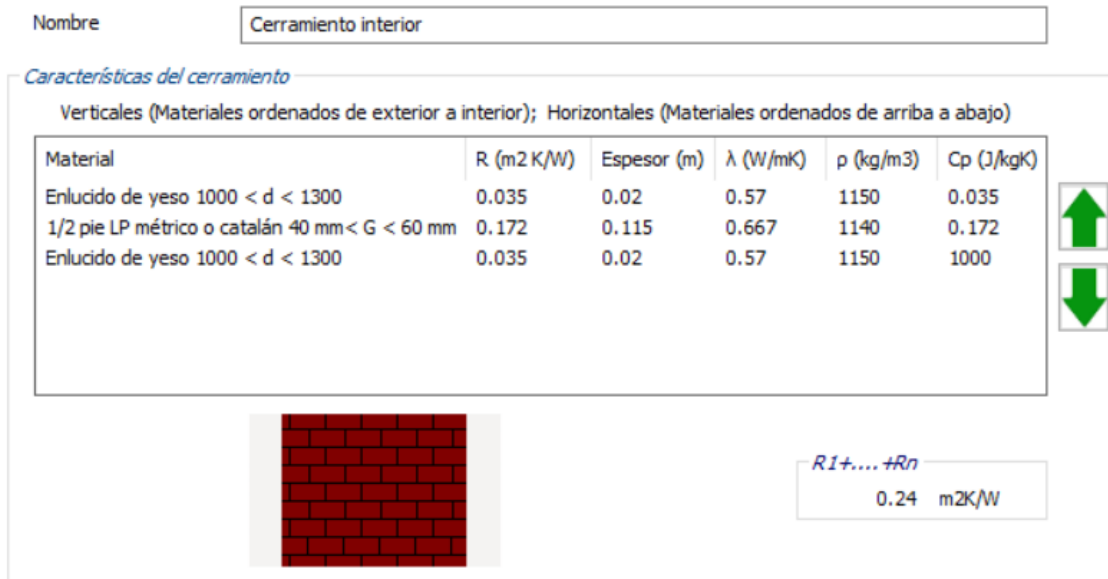 Nombre Cerramiento interior
Características del cerramiento
Verticales (Materiales ordenados de exterior a interior); Horizontales (Materiales ordenados de arriba a abajo)
Material R (m2 K/W) Espesor (m) λ (W/mK) ρ (kg/m3) Cp (J/kgK)
Enlucido de yeso 1000 < d < 1300 0.035 0.02 0.57 1150 0.035
1/2 pie LP métrico o catalán 40 mm< G < 60 mm 0.172 0.115 0.667 1140 0.172
Enlucido de yeso 1000 < d < 1300 0.035 0.02 0.57 1150 1000
R1+....+Rn
0.24 m2K/W